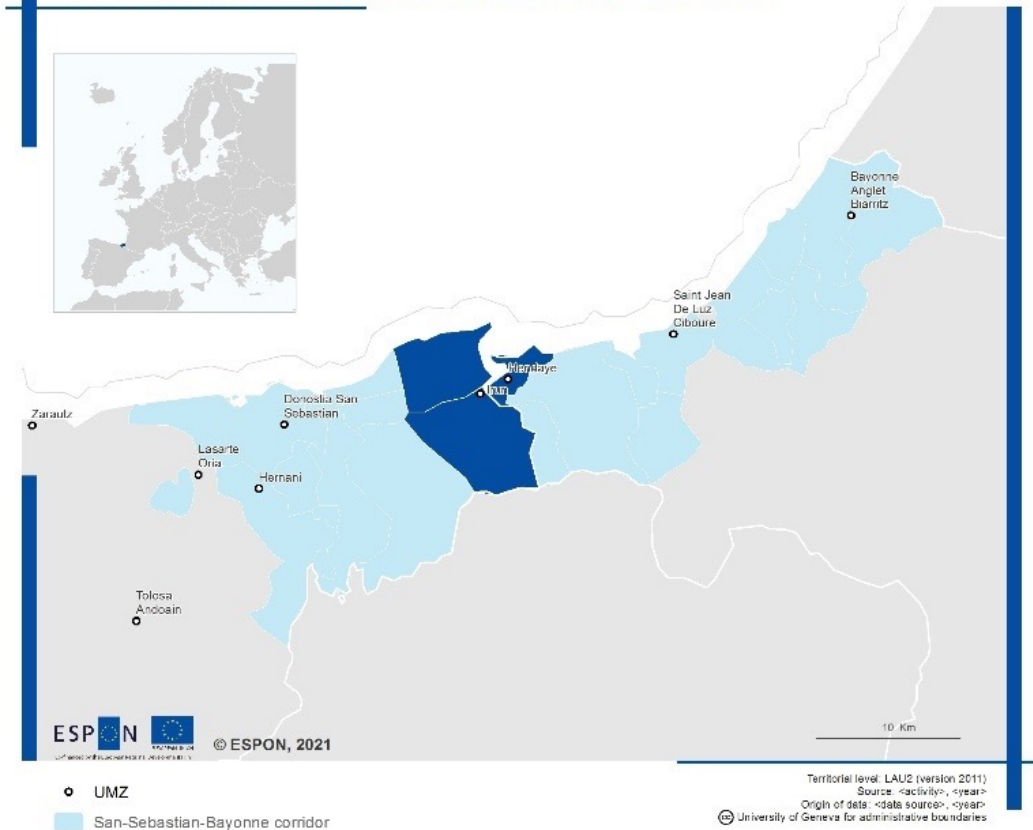 Bayonne
Anglet
Biarritz
Saint Jean
De Luz
Ciboure
Hendaye
Irun
Donostia San
Sebastian
Zarautz
Lasarte
Oria
Hernani
Tolosa
Andoain
10 Km
ESPON
© ESPON, 2021
UMZ
San-Sebastian-Bayonne corridor
Territorial level: LAU2 (version 2011)
Source: <activity>, <year>
Origin of data: <data source>, <year>
(cc) University of Geneva for administrative boundaries